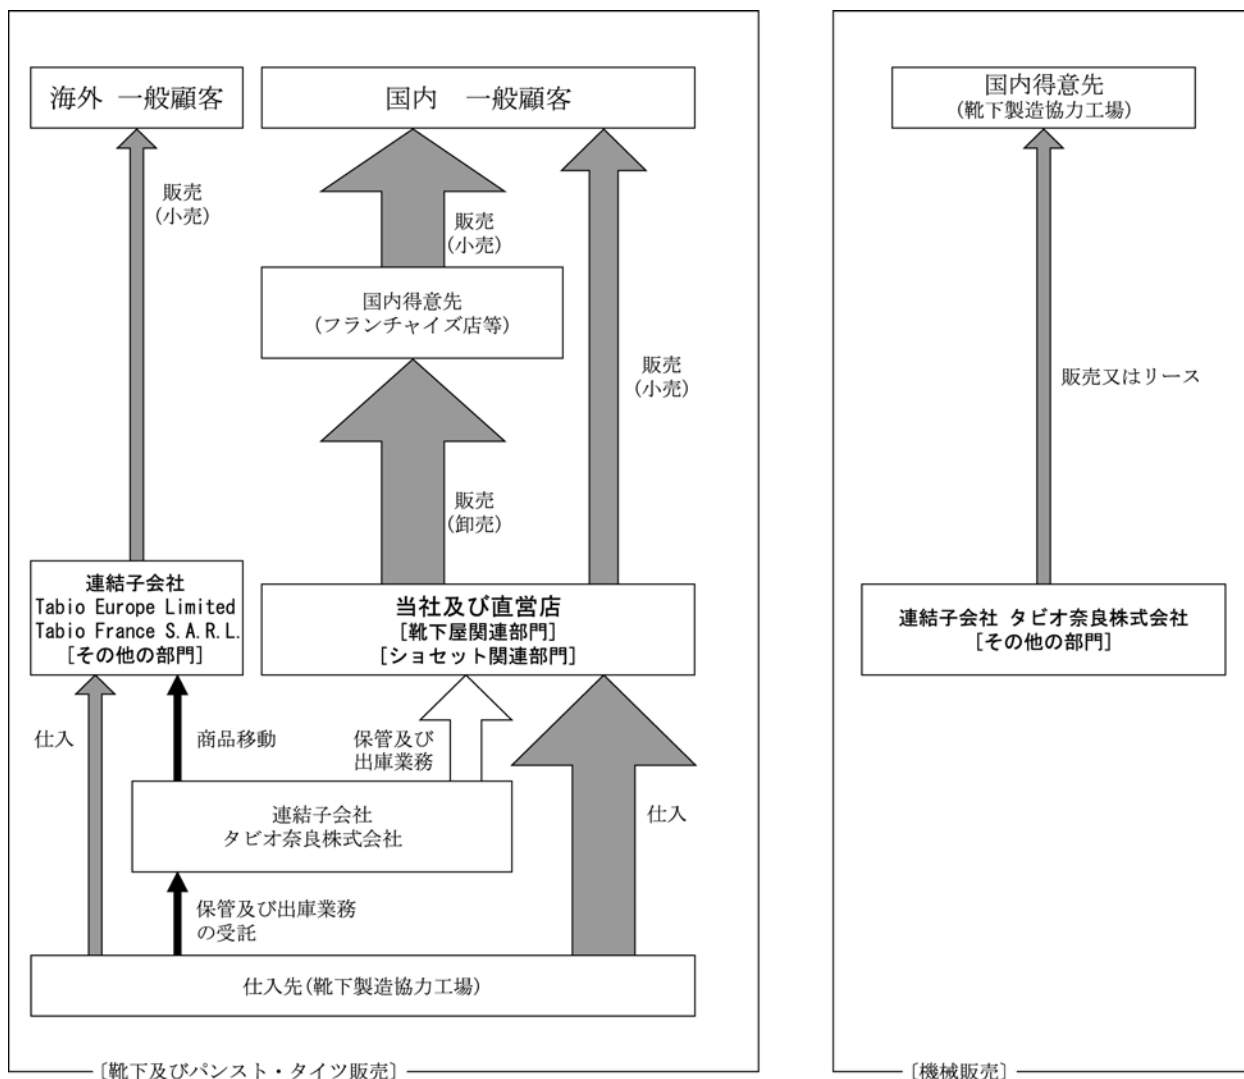 海外 一般顧客
国内 一般顧客
販売
(小売)
販売
(小売)
国内得意先
(フランチャイズ店等)
販売
(小売)
販売
(卸売)
連結子会社
Tabio Europe Limited
Tabio France S.A.R.L.
[その他の部門]
当社及び直営店
[靴下屋関連部門]
[ショセット関連部門]
仕入
商品移動
保管及び
出庫業務
連結子会社
タビオ奈良株式会社
仕入
保管及び出庫業務
の受託
仕入先(靴下製造協力工場)
〔靴下及びパンスト・タイツ販売〕
国内得意先
(靴下製造協力工場)
販売又はリース
連結子会社 タビオ奈良株式会社
[その他の部門]
〔機械販売〕